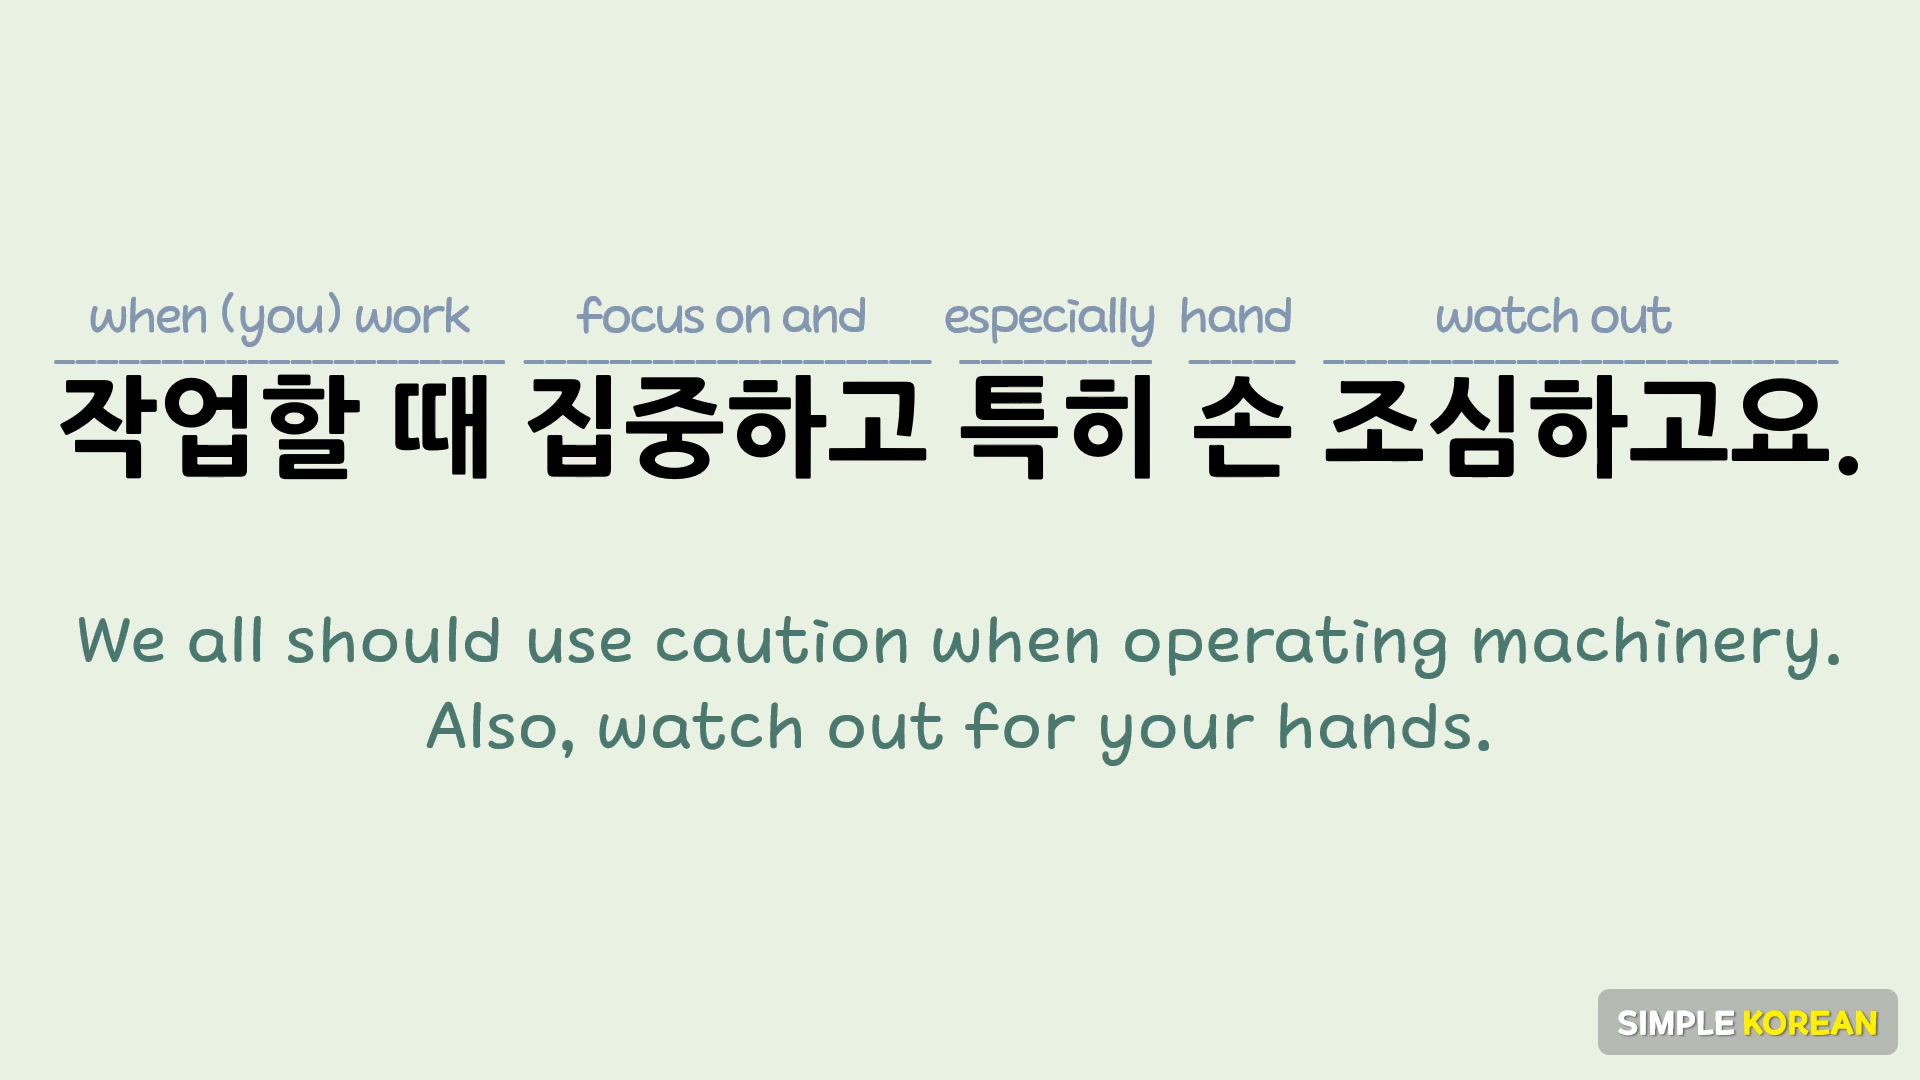 when (you) work focus on and especially hand watch out
작업할 때 집중하고 특히 손 조심하고요.
We all should use caution when operating machinery.
Also, watch out for your hands.
SIMPLE KOREAN